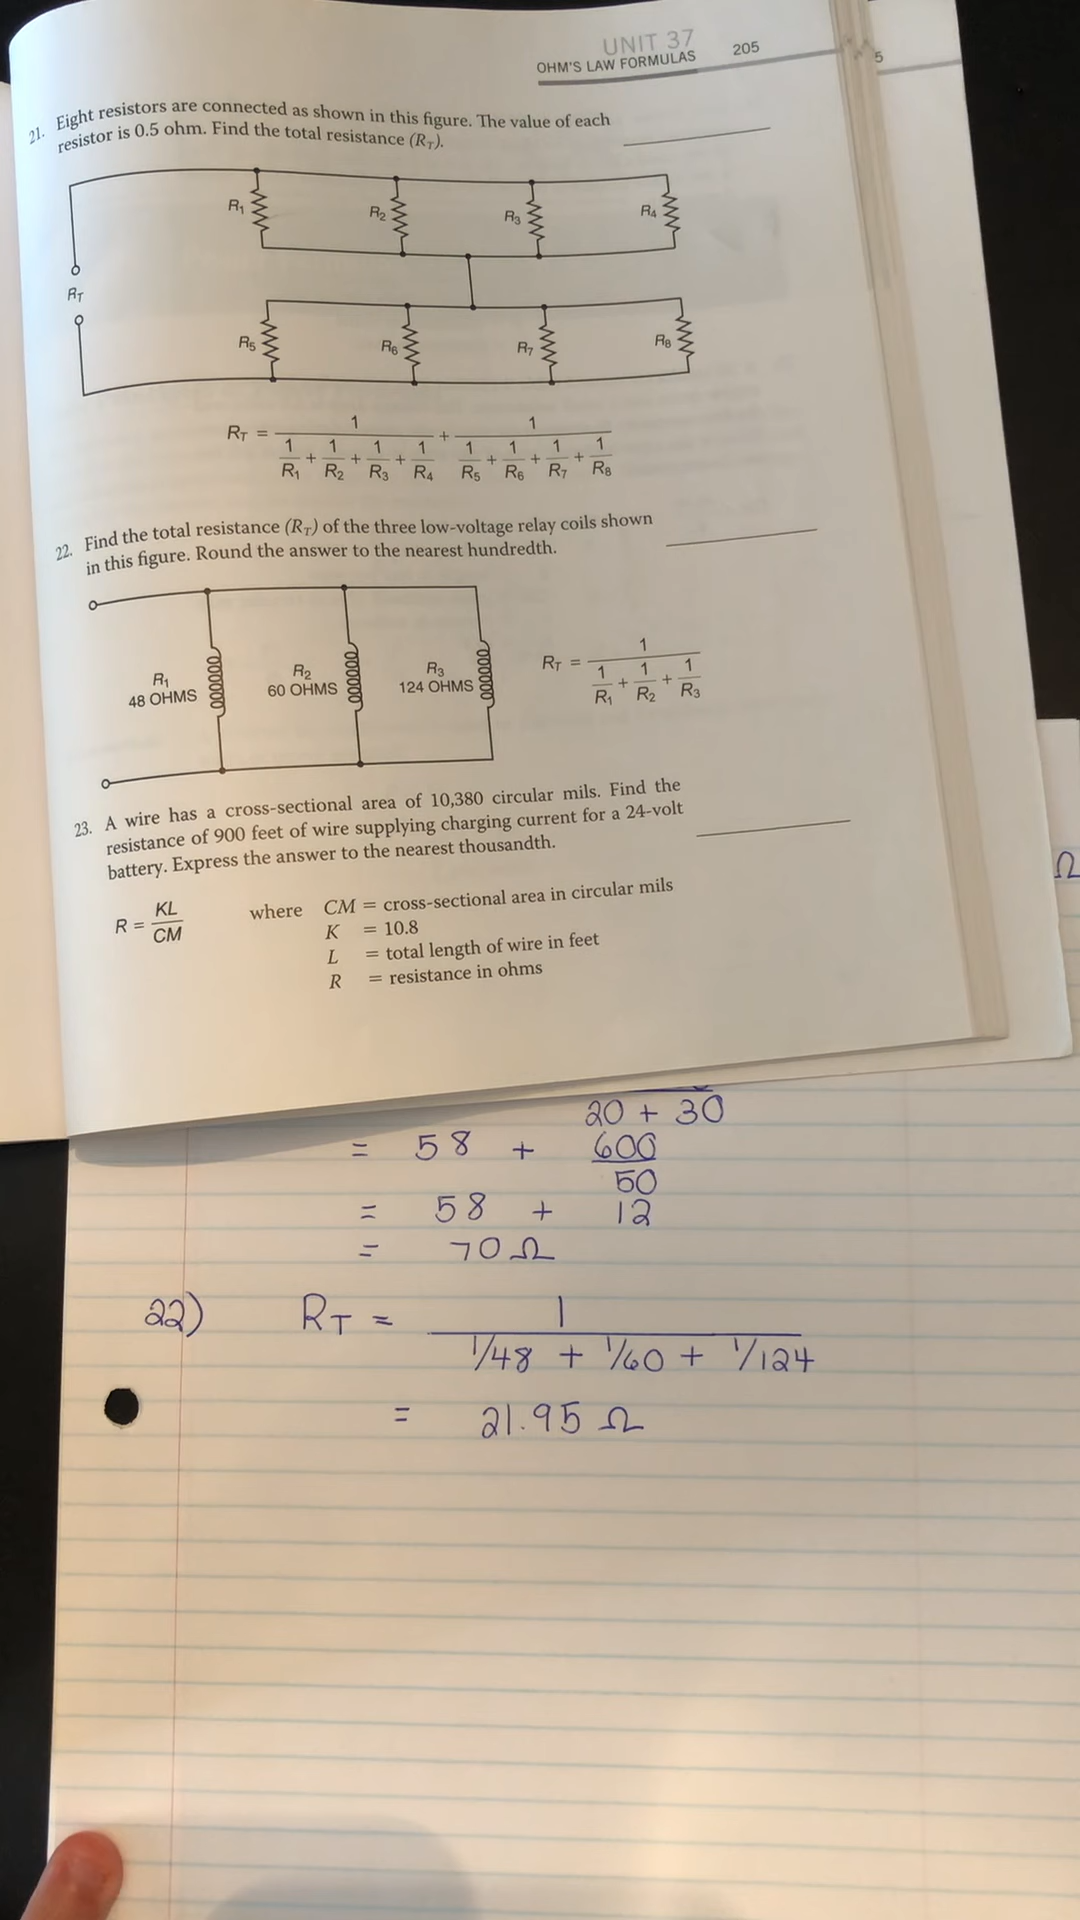 UNIT 37
OHM'S LAW FORMULAS 205
5
21. Eight resistors are connected as shown in this figure. The value of each
resistor is 0.5 ohm. Find the total resistance (R_T).
R₁ R₂ R₃ R₄
R_T
R₅ R₆ R₇ R₈
R_T = 1/(1/R₁ + 1/R₂ + 1/R₃ + 1/R₄) + 1/(1/R₅ + 1/R₆ + 1/R₇ + 1/R₈)
22. Find the total resistance (R_T) of the three low-voltage relay coils shown
in this figure. Round the answer to the nearest hundredth.
R₁
48 OHMS
R₂
60 OHMS
R₃
124 OHMS
R_T = 1/(1/R₁ + 1/R₂ + 1/R₃)
23. A wire has a cross-sectional area of 10,380 circular mils. Find the
resistance of 900 feet of wire supplying charging current for a 24-volt
battery. Express the answer to the nearest thousandth.
R = KL/CM
where CM = cross-sectional area in circular mils
K = 10.8
L = total length of wire in feet
R = resistance in ohms
Ω
20 + 30
= 58 + 600/50
= 58 + 12
= 70 Ω
22) R_T = 1/(1/48 + 1/60 + 1/124)
= 21.95 Ω